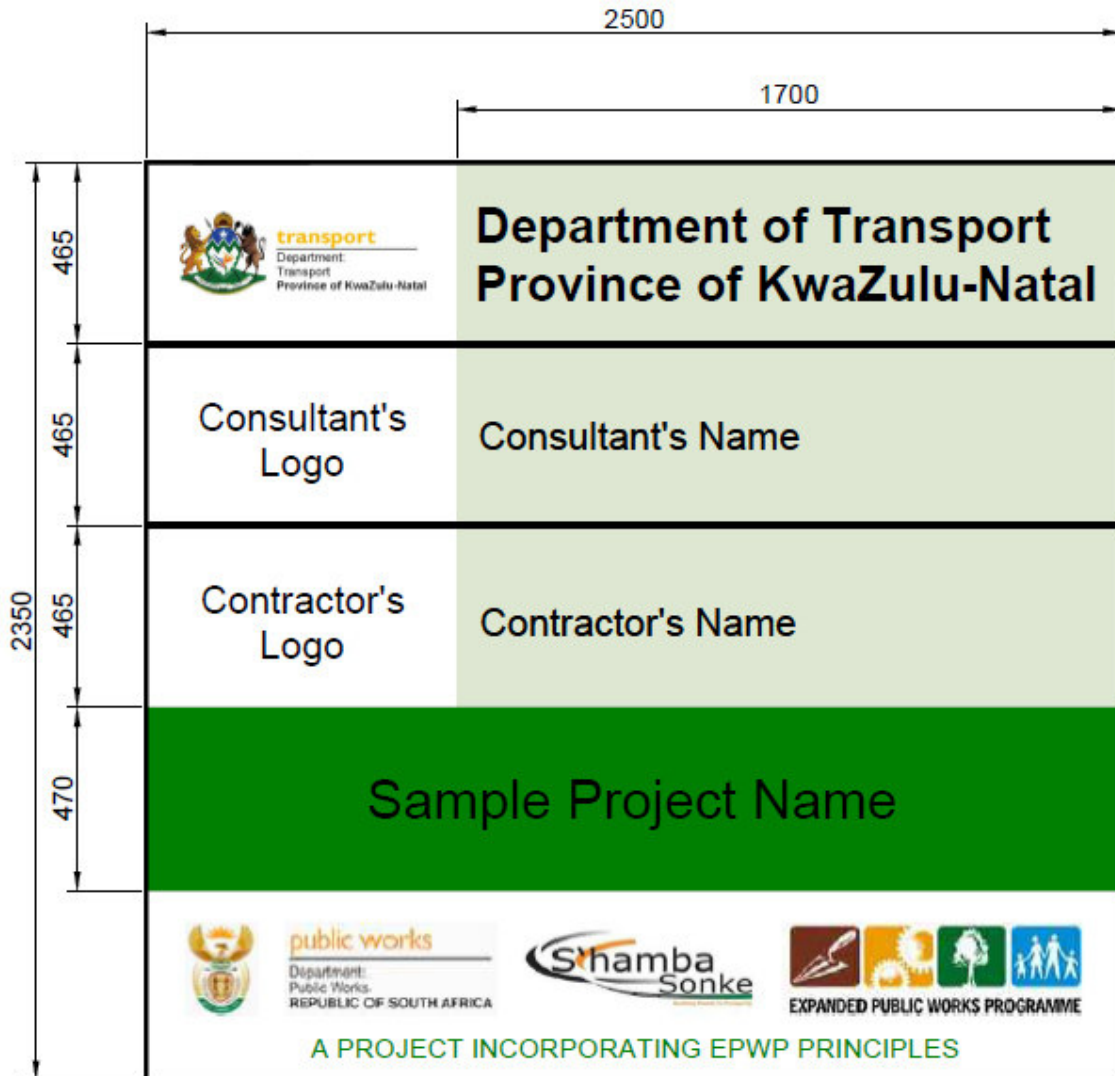 2500
1700
465
transport
Department:
Transport
Province of KwaZulu-Natal
Department of Transport
Province of KwaZulu-Natal
465
Consultant's
Logo
Consultant's Name
2350
465
Contractor's
Logo
Contractor's Name
470
Sample Project Name
public works
Department:
Public Works
REPUBLIC OF SOUTH AFRICA
S'hamba
Sonke
EXPANDED PUBLIC WORKS PROGRAMME
A PROJECT INCORPORATING EPWP PRINCIPLES